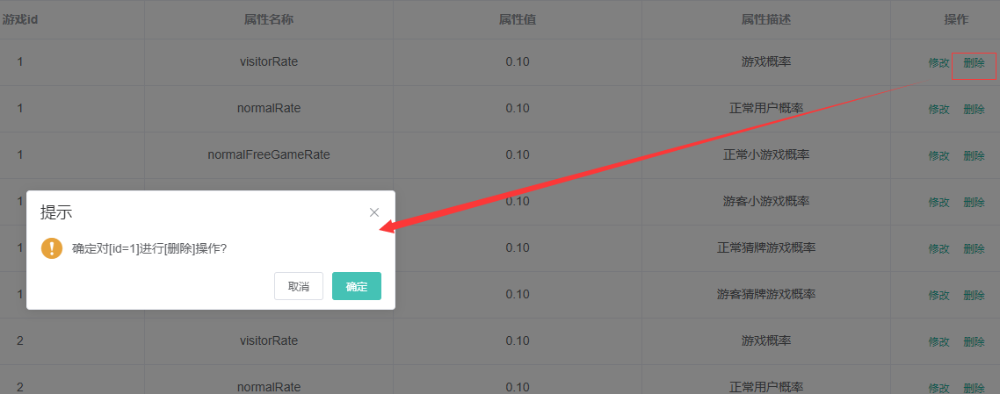 游戏id 属性名称 属性值 属性描述 操作
1 visitorRate 0.10 游戏概率 修改 删除
1 normalRate 0.10 正常用户概率 修改 删除
1 normalFreeGameRate 0.10 正常小游戏概率 修改 删除
1 0.10 游客小游戏概率 修改 删除
1 0.10 正常猜牌游戏概率 修改 删除
1 0.10 游客猜牌游戏概率 修改 删除
2 visitorRate 0.10 游戏概率 修改 删除
2 normalRate 0.10 正常用户概率 修改 删除
提示
确定对[id=1]进行[删除]操作?
取消 确定